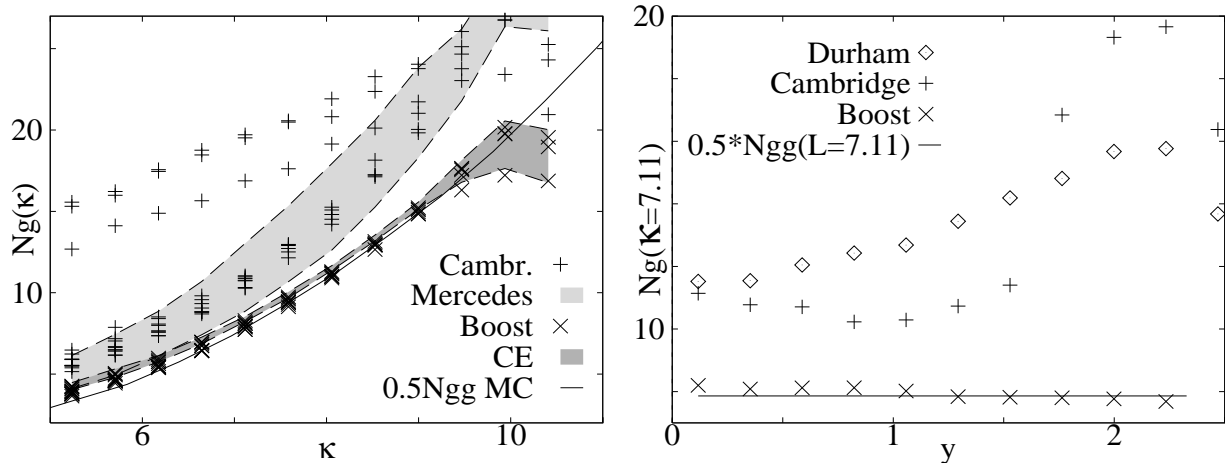 Ng(κ)
20
10
Cambr.
Mercedes
Boost
CE
0.5Ngg MC
6
10
κ
Ng(κ=7.11)
20
10
Durham
Cambridge
Boost
0.5*Ngg(L=7.11)
0
1
2
y